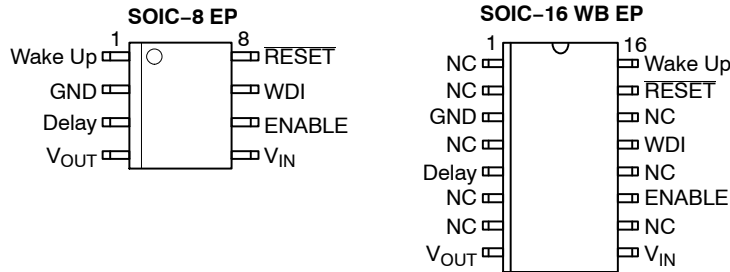 SOIC–8 EP
1 8
Wake Up RESET
GND WDI
Delay ENABLE
VOUT VIN
SOIC–16 WB EP
1 16
NC Wake Up
NC RESET
GND NC
NC WDI
Delay NC
NC ENABLE
NC NC
VOUT VIN